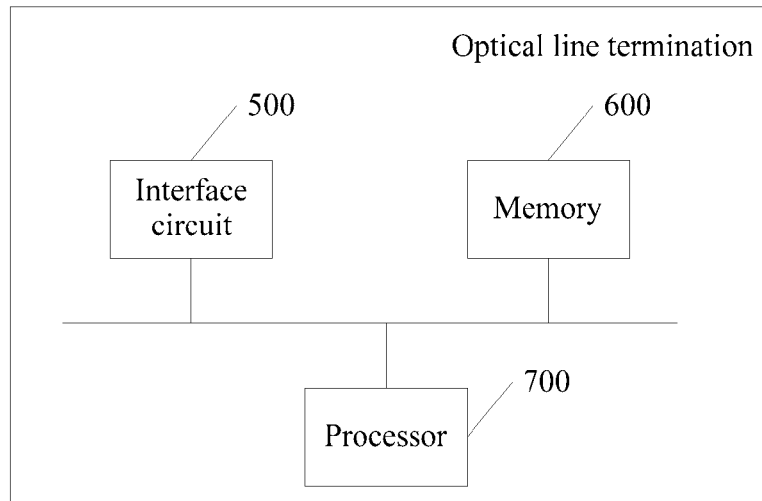 Optical line termination
500
600
Interface
circuit
Memory
700
Processor